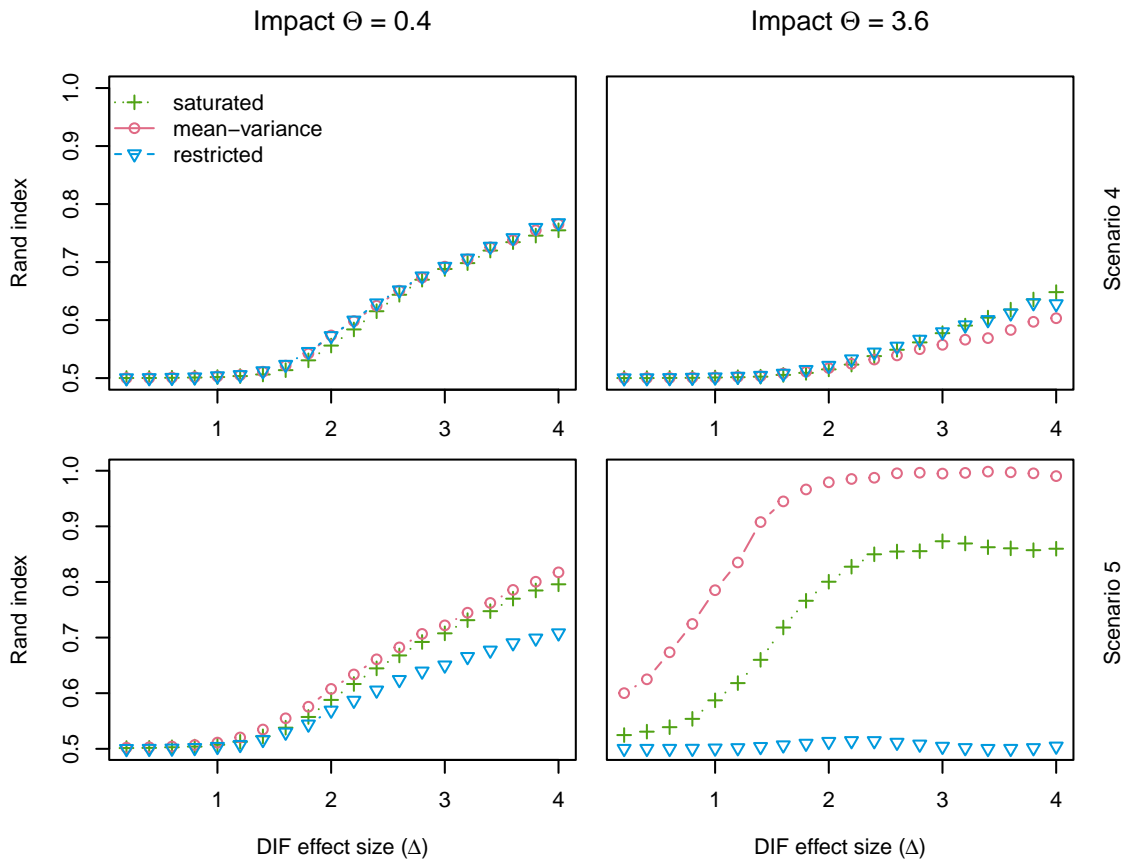 Impact Θ = 0.4
Impact Θ = 3.6
Rand index
0.5 0.6 0.7 0.8 0.9 1.0
saturated
mean−variance
restricted
1 2 3 4
1 2 3 4
Scenario 4
Rand index
0.5 0.6 0.7 0.8 0.9 1.0
1 2 3 4
DIF effect size (Δ)
1 2 3 4
DIF effect size (Δ)
Scenario 5